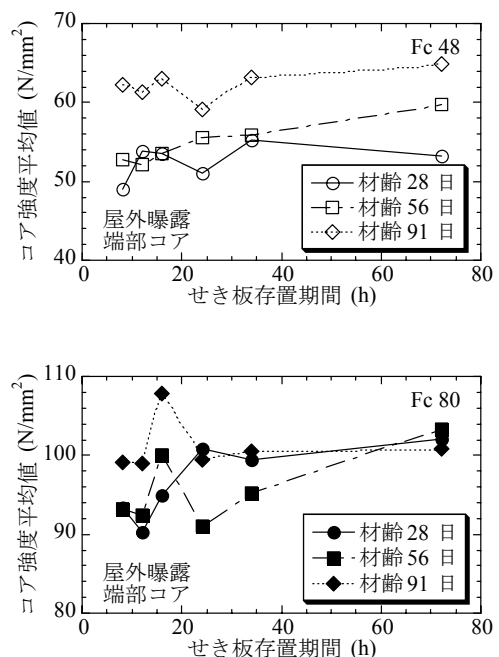 コア強度平均値 (N/mm²)
70
60
50
40
Fc 48
屋外曝露
端部コア
材齢 28 日
材齢 56 日
材齢 91 日
0 20 40 60 80
せき板存置期間 (h)
コア強度平均値 (N/mm²)
110
100
90
80
Fc 80
屋外曝露
端部コア
材齢 28 日
材齢 56 日
材齢 91 日
0 20 40 60 80
せき板存置期間 (h)